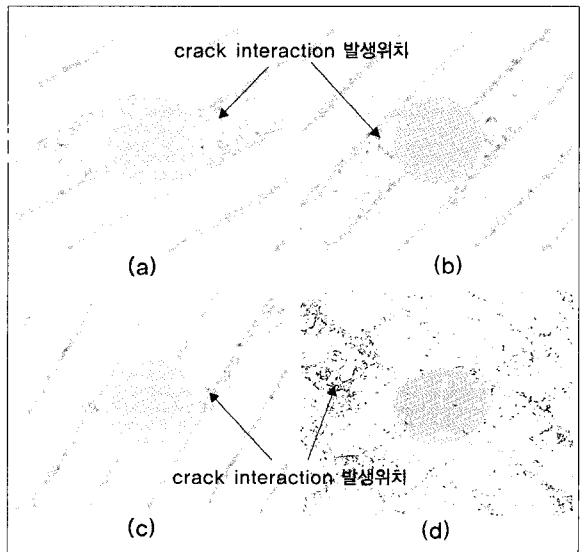 crack interaction 발생위치
(a)
(b)
crack interaction 발생위치
(c)
(d)